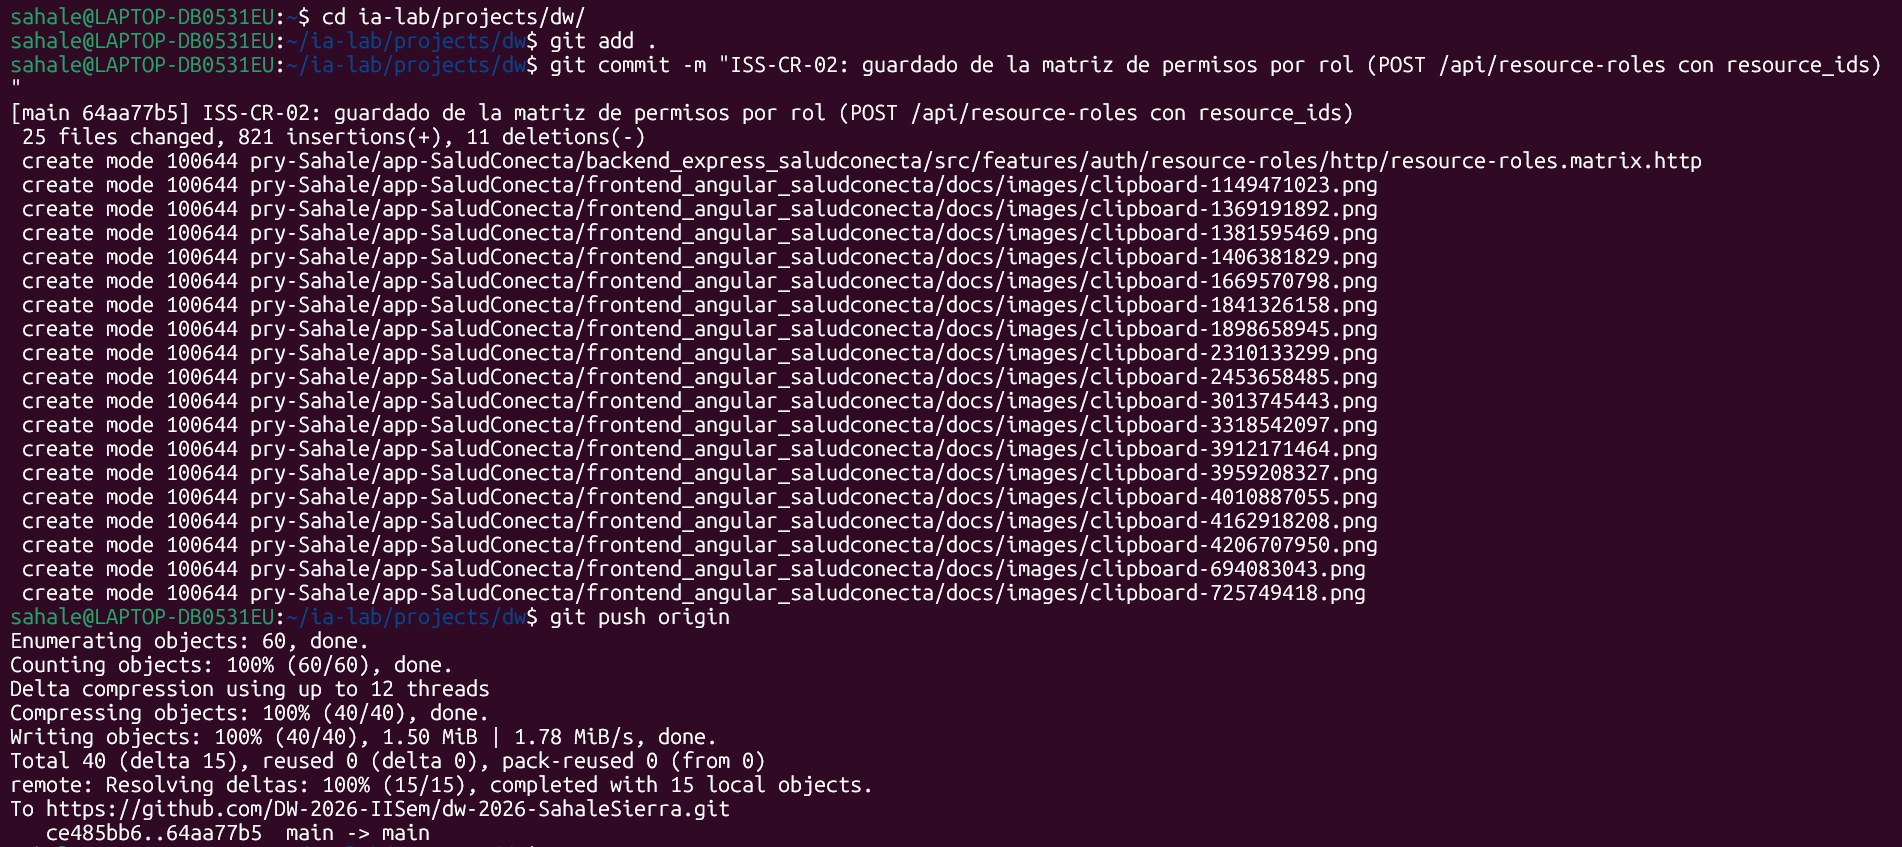 sahale@LAPTOP-DB0531EU:~$ cd ia-lab/projects/dw/
sahale@LAPTOP-DB0531EU:~/ia-lab/projects/dw$ git add .
sahale@LAPTOP-DB0531EU:~/ia-lab/projects/dw$ git commit -m "ISS-CR-02: guardado de la matriz de permisos por rol (POST /api/resource-roles con resource_ids)
"
[main 64aa77b5] ISS-CR-02: guardado de la matriz de permisos por rol (POST /api/resource-roles con resource_ids)
 25 files changed, 821 insertions(+), 11 deletions(-)
 create mode 100644 pry-Sahale/app-SaludConecta/backend_express_saludconecta/src/features/auth/resource-roles/http/resource-roles.matrix.http
 create mode 100644 pry-Sahale/app-SaludConecta/frontend_angular_saludconecta/docs/images/clipboard-1149471023.png
 create mode 100644 pry-Sahale/app-SaludConecta/frontend_angular_saludconecta/docs/images/clipboard-1369191892.png
 create mode 100644 pry-Sahale/app-SaludConecta/frontend_angular_saludconecta/docs/images/clipboard-1381595469.png
 create mode 100644 pry-Sahale/app-SaludConecta/frontend_angular_saludconecta/docs/images/clipboard-1406381829.png
 create mode 100644 pry-Sahale/app-SaludConecta/frontend_angular_saludconecta/docs/images/clipboard-1669570798.png
 create mode 100644 pry-Sahale/app-SaludConecta/frontend_angular_saludconecta/docs/images/clipboard-1841326158.png
 create mode 100644 pry-Sahale/app-SaludConecta/frontend_angular_saludconecta/docs/images/clipboard-1898658945.png
 create mode 100644 pry-Sahale/app-SaludConecta/frontend_angular_saludconecta/docs/images/clipboard-2310133299.png
 create mode 100644 pry-Sahale/app-SaludConecta/frontend_angular_saludconecta/docs/images/clipboard-2453658485.png
 create mode 100644 pry-Sahale/app-SaludConecta/frontend_angular_saludconecta/docs/images/clipboard-3013745443.png
 create mode 100644 pry-Sahale/app-SaludConecta/frontend_angular_saludconecta/docs/images/clipboard-3318542097.png
 create mode 100644 pry-Sahale/app-SaludConecta/frontend_angular_saludconecta/docs/images/clipboard-3912171464.png
 create mode 100644 pry-Sahale/app-SaludConecta/frontend_angular_saludconecta/docs/images/clipboard-3959208327.png
 create mode 100644 pry-Sahale/app-SaludConecta/frontend_angular_saludconecta/docs/images/clipboard-4010887055.png
 create mode 100644 pry-Sahale/app-SaludConecta/frontend_angular_saludconecta/docs/images/clipboard-4162918208.png
 create mode 100644 pry-Sahale/app-SaludConecta/frontend_angular_saludconecta/docs/images/clipboard-4206707950.png
 create mode 100644 pry-Sahale/app-SaludConecta/frontend_angular_saludconecta/docs/images/clipboard-694083043.png
 create mode 100644 pry-Sahale/app-SaludConecta/frontend_angular_saludconecta/docs/images/clipboard-725749418.png
sahale@LAPTOP-DB0531EU:~/ia-lab/projects/dw$ git push origin
Enumerating objects: 60, done.
Counting objects: 100% (60/60), done.
Delta compression using up to 12 threads
Compressing objects: 100% (40/40), done.
Writing objects: 100% (40/40), 1.50 MiB | 1.78 MiB/s, done.
Total 40 (delta 15), reused 0 (delta 0), pack-reused 0 (from 0)
remote: Resolving deltas: 100% (15/15), completed with 15 local objects.
To https://github.com/DW-2026-IISem/dw-2026-SahaleSierra.git
   ce485bb6..64aa77b5  main -> main